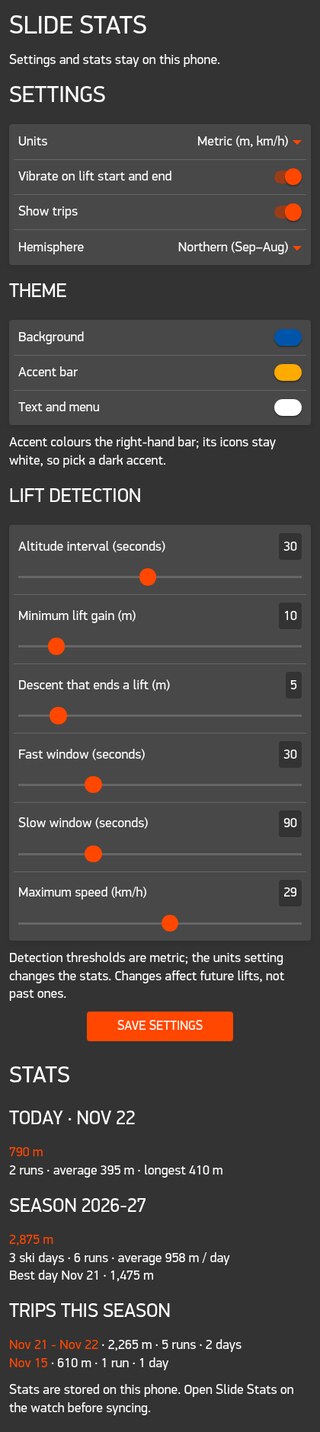 SLIDE STATS
Settings and stats stay on this phone.
SETTINGS
Units Metric (m, km/h)
Vibrate on lift start and end
Show trips
Hemisphere Northern (Sep–Aug)
THEME
Background
Accent bar
Text and menu
Accent colours the right-hand bar; its icons stay
white, so pick a dark accent.
LIFT DETECTION
Altitude interval (seconds) 30
Minimum lift gain (m) 10
Descent that ends a lift (m) 5
Fast window (seconds) 30
Slow window (seconds) 90
Maximum speed (km/h) 29
Detection thresholds are metric; the units setting
changes the stats. Changes affect future lifts, not
past ones.
SAVE SETTINGS
STATS
TODAY · NOV 22
790 m
2 runs · average 395 m · longest 410 m
SEASON 2026-27
2,875 m
3 ski days · 6 runs · average 958 m / day
Best day Nov 21 · 1,475 m
TRIPS THIS SEASON
Nov 21 - Nov 22 · 2,265 m · 5 runs · 2 days
Nov 15 · 610 m · 1 run · 1 day
Stats are stored on this phone. Open Slide Stats on
the watch before syncing.